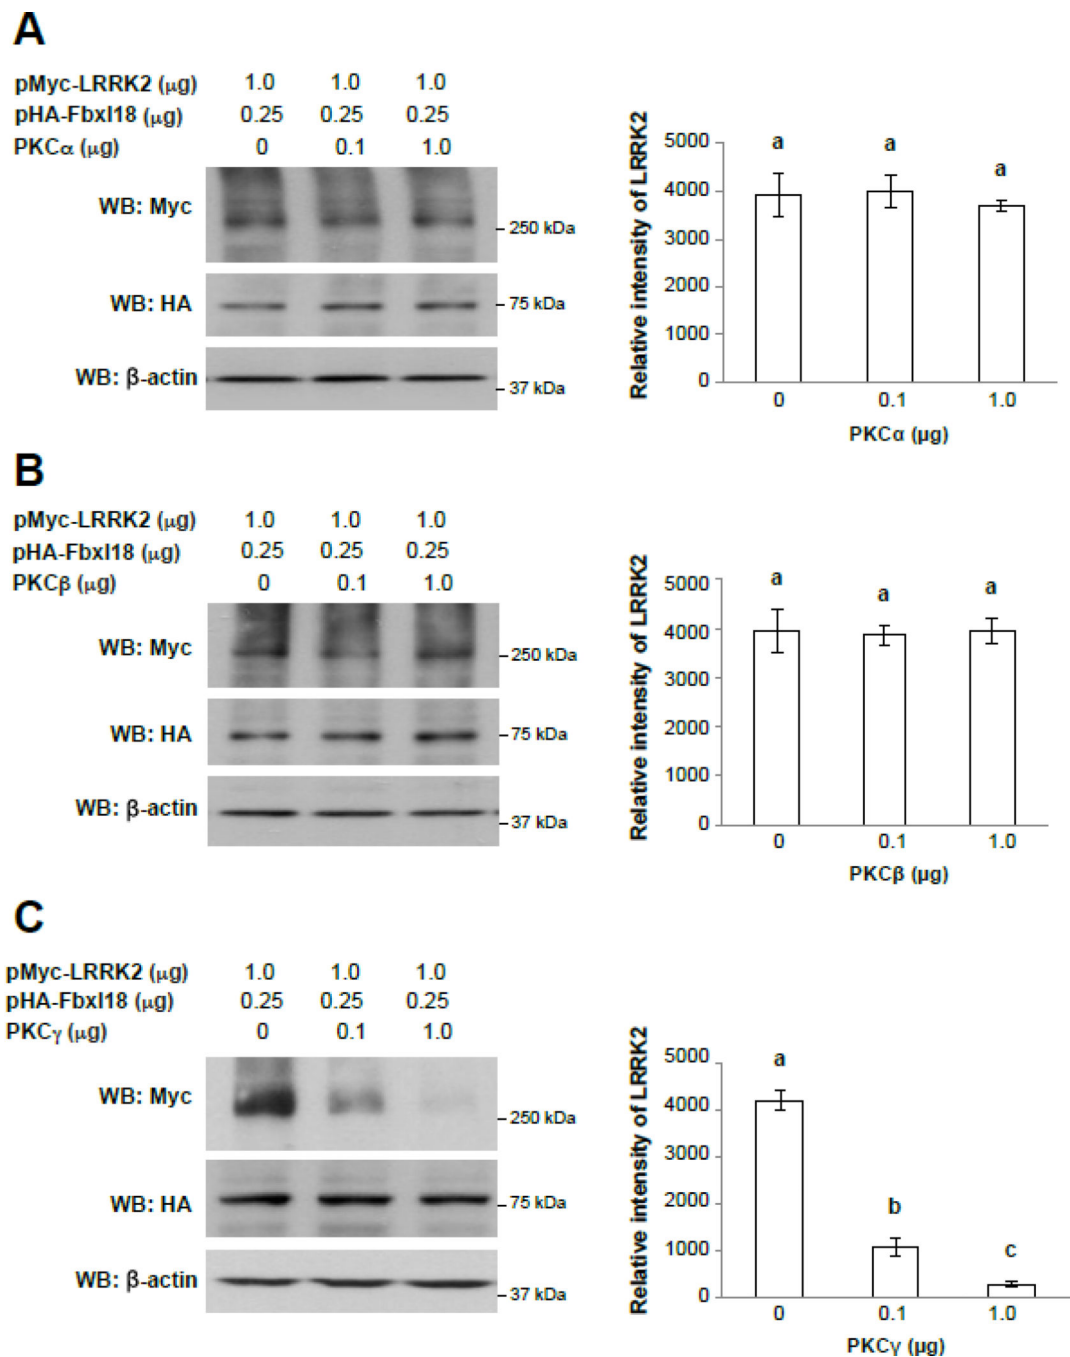 A
pMyc-LRRK2 (μg) 1.0 1.0 1.0
pHA-Fbxl18 (μg) 0.25 0.25 0.25
PKCα (μg) 0 0.1 1.0
WB: Myc
250 kDa
WB: HA
75 kDa
WB: β-actin
37 kDa
Relative intensity of LRRK2
5000
4000
3000
2000
1000
0
a a a
0 0.1 1.0
PKCα (μg)
B
pMyc-LRRK2 (μg) 1.0 1.0 1.0
pHA-Fbxl18 (μg) 0.25 0.25 0.25
PKCβ (μg) 0 0.1 1.0
WB: Myc
250 kDa
WB: HA
75 kDa
WB: β-actin
37 kDa
Relative intensity of LRRK2
5000
4000
3000
2000
1000
0
a a a
0 0.1 1.0
PKCβ (μg)
C
pMyc-LRRK2 (μg) 1.0 1.0 1.0
pHA-Fbxl18 (μg) 0.25 0.25 0.25
PKCγ (μg) 0 0.1 1.0
WB: Myc
250 kDa
WB: HA
75 kDa
WB: β-actin
37 kDa
Relative intensity of LRRK2
5000
4000
3000
2000
1000
0
a b c
0 0.1 1.0
PKCγ (μg)